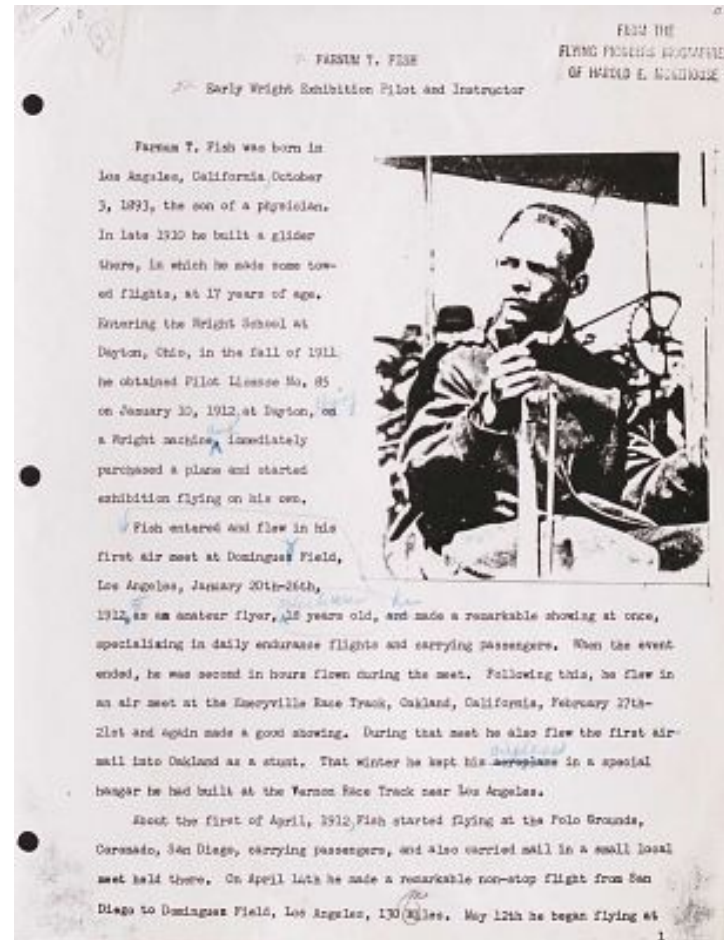 FROM THE
FLYING PIONEERS BIOGRAPHIES
OF HAROLD E. MOREHOUSE
FARNUM T. FISH
Early Wright Exhibition Pilot and Instructor
Farnum T. Fish was born in
Los Angeles, California, October
3, 1893, the son of a physician.
In late 1910 he built a glider
there, in which he made some tow-
ed flights, at 17 years of age.
Entering the Wright School at
Dayton, Ohio, in the fall of 1911
he obtained Pilot License No. 85
on January 10, 1912, at Dayton, on
a Wright machine, and immediately
purchased a plane and started
exhibition flying on his own.
Fish entered and flew in his
first air meet at Dominguez Field,
Los Angeles, January 20th-26th,
1912, as an amateur flyer, 18 years old, and made a remarkable showing at once,
specializing in daily endurance flights and carrying passengers. When the event
ended, he was second in hours flown during the meet. Following this, he flew in
an air meet at the Emeryville Race Track, Oakland, California, February 17th-
21st and again made a good showing. During that meet he also flew the first air-
airplane
mail into Oakland as a stunt. That winter he kept his aeroplane in a special
hangar he had built at the Vernon Race Track near Los Angeles.
About the first of April, 1912, Fish started flying at the Polo Grounds,
Coronado, San Diego, carrying passengers, and also carried mail in a small local
meet held there. On April 14th he made a remarkable non-stop flight from San
Diego to Dominguez Field, Los Angeles, 130 miles. May 12th he began flying at
1